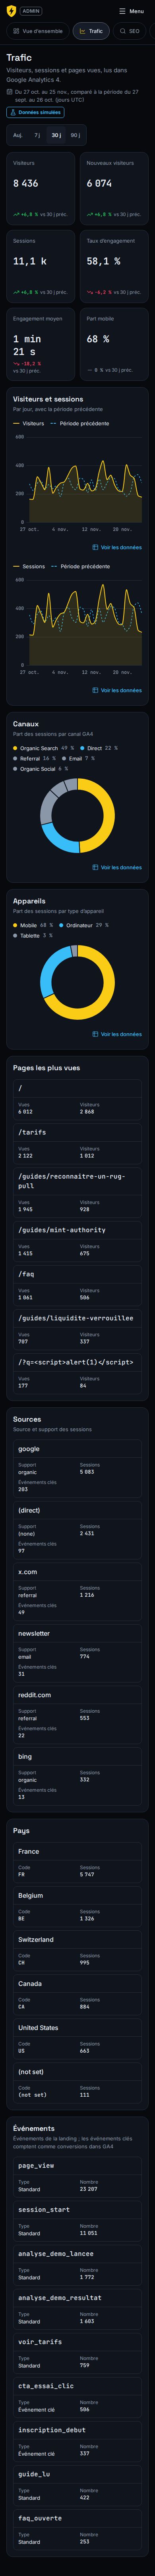 ADMIN
Menu
Vue d'ensemble
Trafic
SEO
Trafic
Visiteurs, sessions et pages vues, lus dans
Google Analytics 4.
Du 27 oct. au 25 nov., comparé à la période du 27
sept. au 26 oct. (jours UTC)
Données simulées
Auj.
7 j
30 j
90 j
Visiteurs
8 436
+6,8 % vs 30 j préc.
Nouveaux visiteurs
6 074
+6,8 % vs 30 j préc.
Sessions
11,1 k
+6,8 % vs 30 j préc.
Taux d'engagement
58,1 %
vs 30 j préc.
Engagement moyen
1 min
21 s
vs 30 j préc.
Part mobile
68 %
0 % vs 30 j préc.
Visiteurs et sessions
Par jour, avec la période précédente
Visiteurs
Période précédente
600
400
200
0
27 oct.
4 nov.
12 nov.
20 nov.
Voir les données
Sessions
Période précédente
600
400
200
0
27 oct.
4 nov.
12 nov.
20 nov.
Voir les données
Canaux
Part des sessions par canal GA4
Organic Search 49 %
Direct 22 %
Referral 16 %
Email 7 %
Organic Social 6 %
Voir les données
Appareils
Part des sessions par type d'appareil
Mobile 68 %
Ordinateur 29 %
Tablette 3 %
Voir les données
Pages les plus vues
/
Vues
Visiteurs
6 012
2 868
/tarifs
Vues
Visiteurs
2 122
1 012
/guides/reconnaitre-un-rug-
pull
Vues
Visiteurs
1 945
928
/guides/mint-authority
Vues
Visiteurs
1 415
675
/faq
Vues
Visiteurs
1 061
506
/guides/liquidite-verrouillee
Vues
Visiteurs
707
337
/?q=<script>alert(1)</script>
Vues
Visiteurs
177
84
Sources
Source et support des sessions
google
Support
Sessions
organic
5 083
Événements clés
203
(direct)
Support
Sessions
(none)
2 431
Événements clés
97
x.com
Support
Sessions
referral
1 216
Événements clés
49
newsletter
Support
Sessions
email
774
Événements clés
31
reddit.com
Support
Sessions
referral
553
Événements clés
22
bing
Support
Sessions
organic
332
Événements clés
13
Pays
France
Code
Sessions
FR
5 747
Belgium
Code
Sessions
BE
1 326
Switzerland
Code
Sessions
CH
995
Canada
Code
Sessions
CA
884
United States
Code
Sessions
US
663
(not set)
Code
Sessions
(not set)
111
Événements
Événements de la landing ; les événements clés
comptent comme conversions dans GA4
page_view
Type
Nombre
Standard
23 207
session_start
Type
Nombre
Standard
11 051
analyse_demo_lancee
Type
Nombre
Standard
1 772
analyse_demo_resultat
Type
Nombre
Standard
1 603
voir_tarifs
Type
Nombre
Standard
759
cta_essai_clic
Type
Nombre
Événement clé
506
inscription_debut
Type
Nombre
Événement clé
337
guide_lu
Type
Nombre
Standard
422
faq_ouverte
Type
Nombre
Standard
253